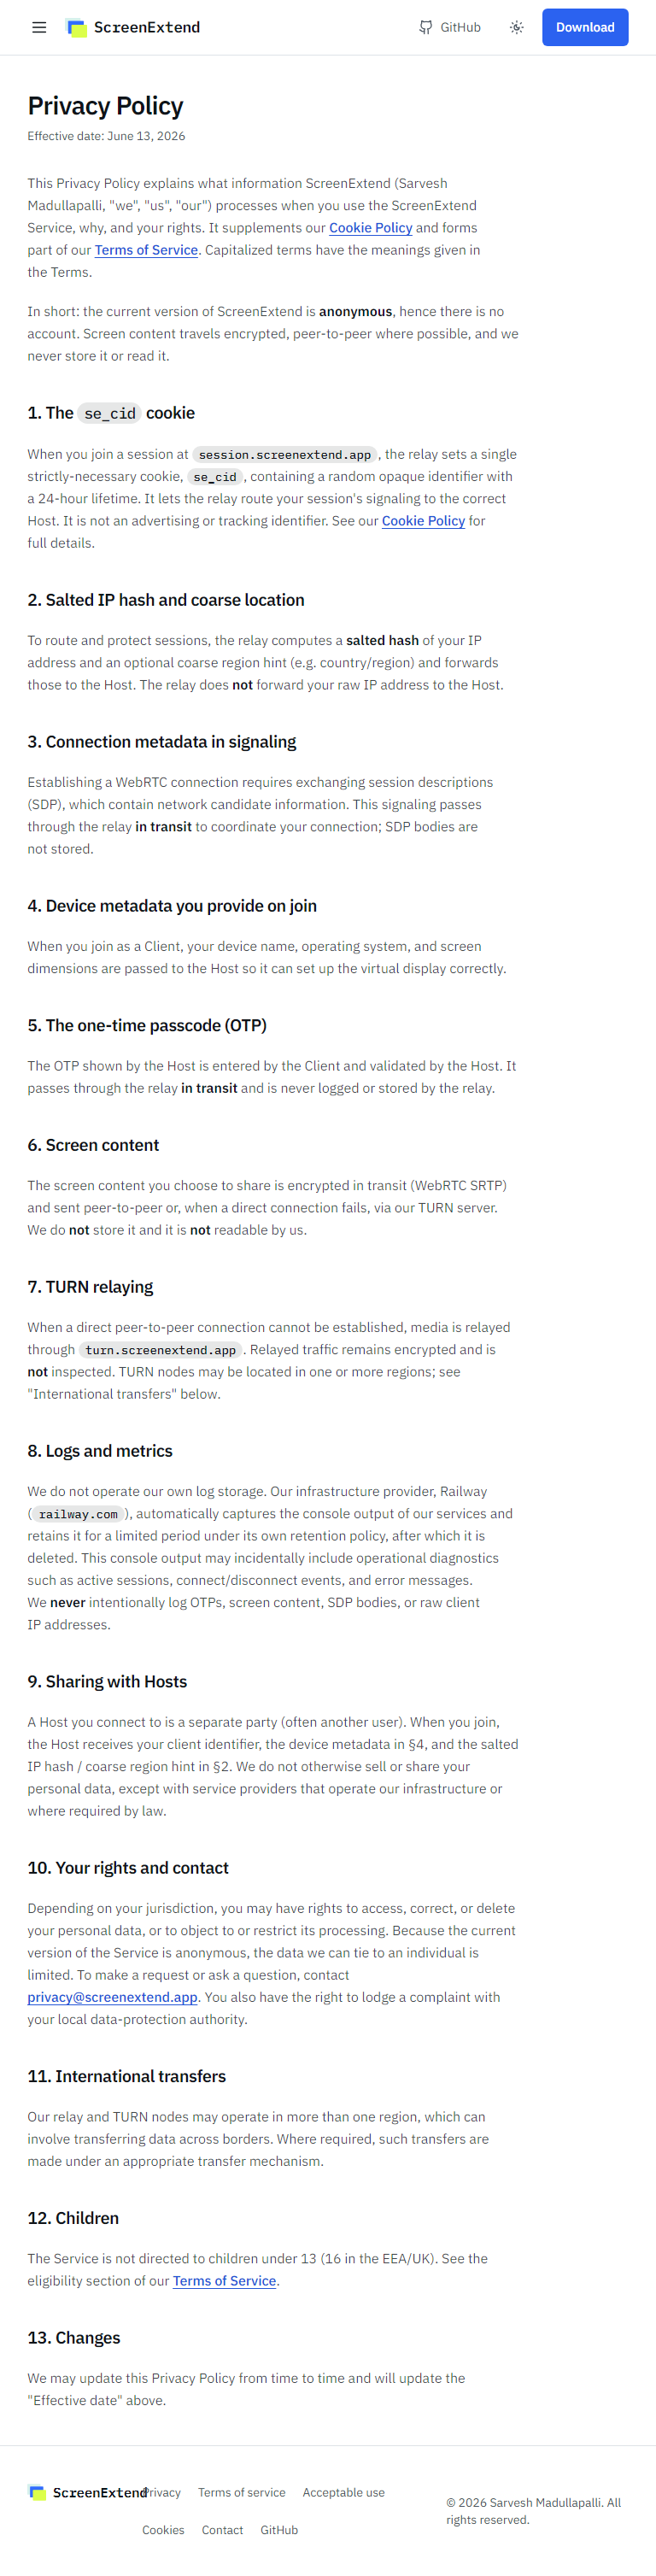 ScreenExtend
GitHub
Download
Privacy Policy
Effective date: June 13, 2026
This Privacy Policy explains what information ScreenExtend (Sarvesh
Madullapalli, "we", "us", "our") processes when you use the ScreenExtend
Service, why, and your rights. It supplements our Cookie Policy and forms
part of our Terms of Service. Capitalized terms have the meanings given in
the Terms.
In short: the current version of ScreenExtend is anonymous, hence there is no
account. Screen content travels encrypted, peer-to-peer where possible, and we
never store it or read it.
1. The se_cid cookie
When you join a session at session.screenextend.app, the relay sets a single
strictly-necessary cookie, se_cid, containing a random opaque identifier with
a 24-hour lifetime. It lets the relay route your session's signaling to the correct
Host. It is not an advertising or tracking identifier. See our Cookie Policy for
full details.
2. Salted IP hash and coarse location
To route and protect sessions, the relay computes a salted hash of your IP
address and an optional coarse region hint (e.g. country/region) and forwards
those to the Host. The relay does not forward your raw IP address to the Host.
3. Connection metadata in signaling
Establishing a WebRTC connection requires exchanging session descriptions
(SDP), which contain network candidate information. This signaling passes
through the relay in transit to coordinate your connection; SDP bodies are
not stored.
4. Device metadata you provide on join
When you join as a Client, your device name, operating system, and screen
dimensions are passed to the Host so it can set up the virtual display correctly.
5. The one-time passcode (OTP)
The OTP shown by the Host is entered by the Client and validated by the Host. It
passes through the relay in transit and is never logged or stored by the relay.
6. Screen content
The screen content you choose to share is encrypted in transit (WebRTC SRTP)
and sent peer-to-peer or, when a direct connection fails, via our TURN server.
We do not store it and it is not readable by us.
7. TURN relaying
When a direct peer-to-peer connection cannot be established, media is relayed
through turn.screenextend.app. Relayed traffic remains encrypted and is
not inspected. TURN nodes may be located in one or more regions; see
"International transfers" below.
8. Logs and metrics
We do not operate our own log storage. Our infrastructure provider, Railway
(railway.com), automatically captures the console output of our services and
retains it for a limited period under its own retention policy, after which it is
deleted. This console output may incidentally include operational diagnostics
such as active sessions, connect/disconnect events, and error messages.
We never intentionally log OTPs, screen content, SDP bodies, or raw client
IP addresses.
9. Sharing with Hosts
A Host you connect to is a separate party (often another user). When you join,
the Host receives your client identifier, the device metadata in §4, and the salted
IP hash / coarse region hint in §2. We do not otherwise sell or share your
personal data, except with service providers that operate our infrastructure or
where required by law.
10. Your rights and contact
Depending on your jurisdiction, you may have rights to access, correct, or delete
your personal data, or to object to or restrict its processing. Because the current
version of the Service is anonymous, the data we can tie to an individual is
limited. To make a request or ask a question, contact
privacy@screenextend.app. You also have the right to lodge a complaint with
your local data-protection authority.
11. International transfers
Our relay and TURN nodes may operate in more than one region, which can
involve transferring data across borders. Where required, such transfers are
made under an appropriate transfer mechanism.
12. Children
The Service is not directed to children under 13 (16 in the EEA/UK). See the
eligibility section of our Terms of Service.
13. Changes
We may update this Privacy Policy from time to time and will update the
"Effective date" above.
ScreenExtend
Privacy Terms of service Acceptable use
Cookies Contact GitHub
© 2026 Sarvesh Madullapalli. All
rights reserved.